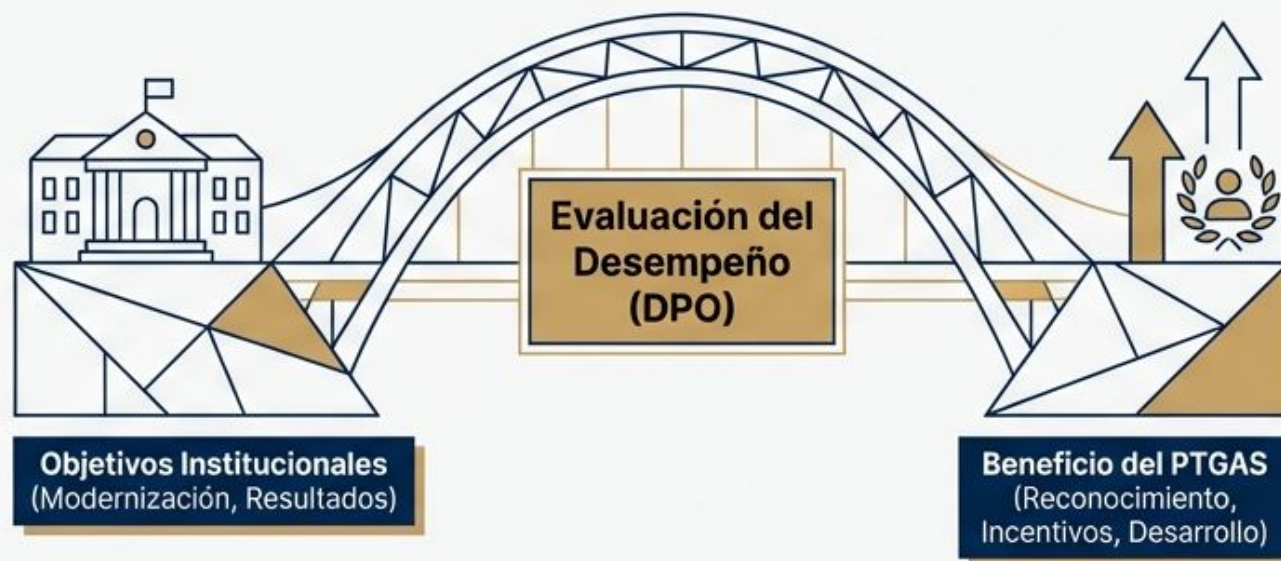 Evaluación del
Desempeño
(DPO)
Objetivos Institucionales
(Modernización, Resultados)
Beneficio del PTGAS
(Reconocimiento,
Incentivos, Desarrollo)